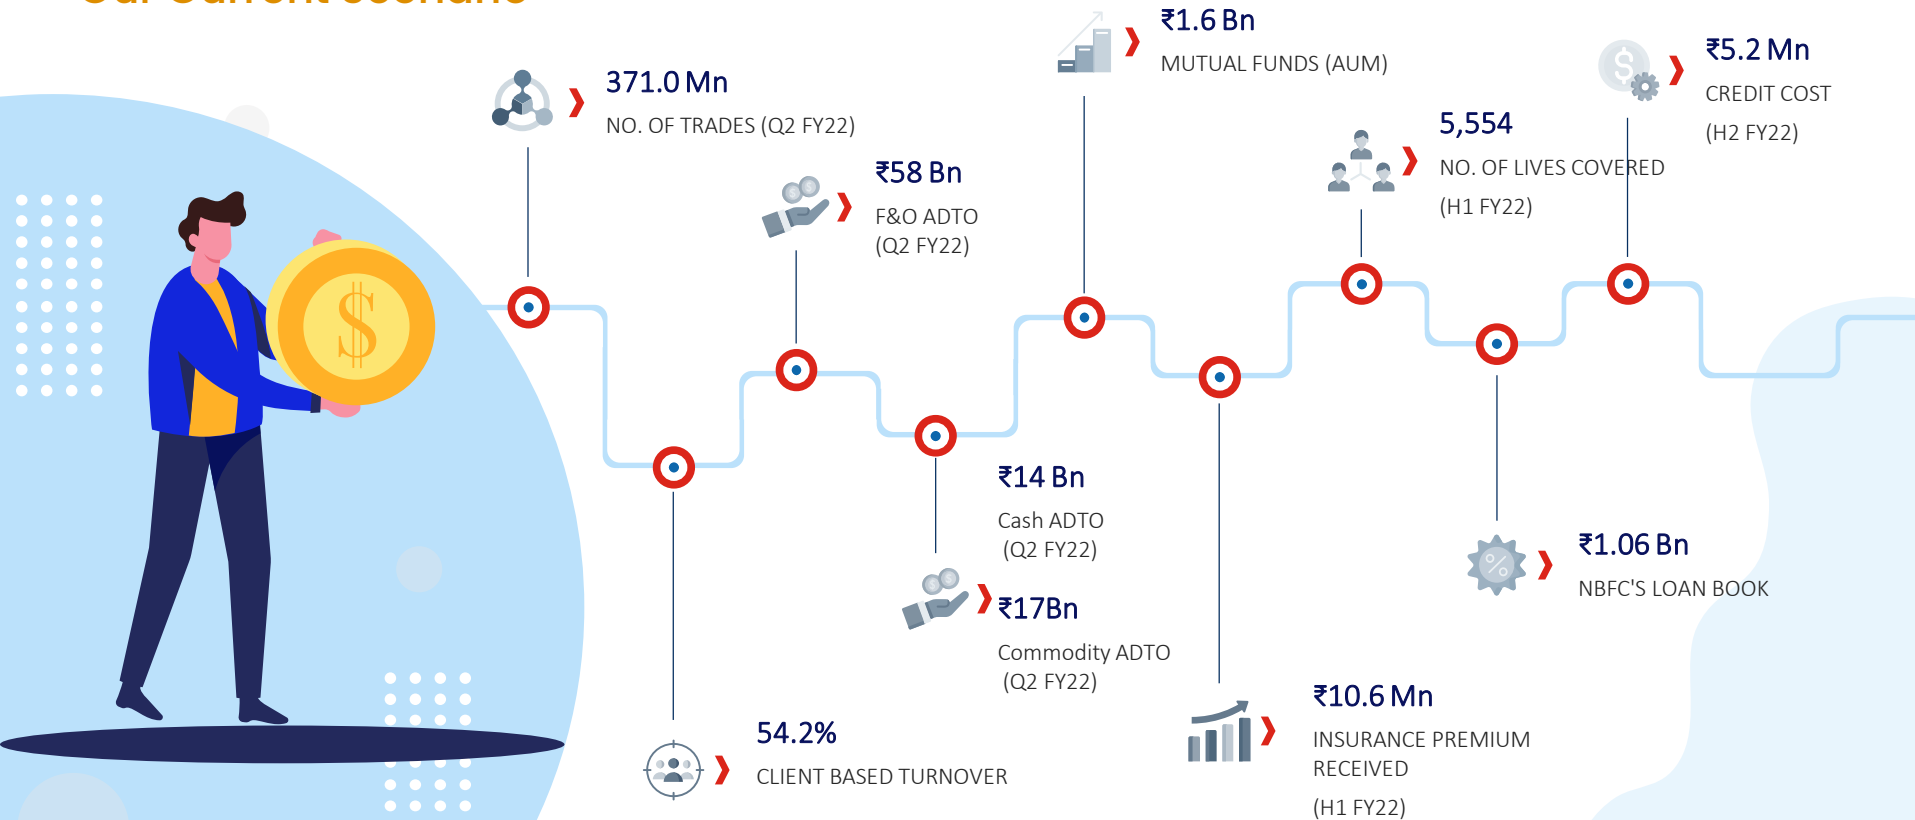 Our Current Scenario
371.0 Mn
NO. OF TRADES (Q2 FY22)
54.2%
CLIENT BASED TURNOVER
₹58 Bn
F&O ADTO
(Q2 FY22)
₹14 Bn
Cash ADTO
(Q2 FY22)
₹17Bn
Commodity ADTO
(Q2 FY22)
₹1.6 Bn
MUTUAL FUNDS (AUM)
₹10.6 Mn
INSURANCE PREMIUM
RECEIVED
(H1 FY22)
5,554
NO. OF LIVES COVERED
(H1 FY22)
₹1.06 Bn
NBFC'S LOAN BOOK
₹5.2 Mn
CREDIT COST
(H2 FY22)